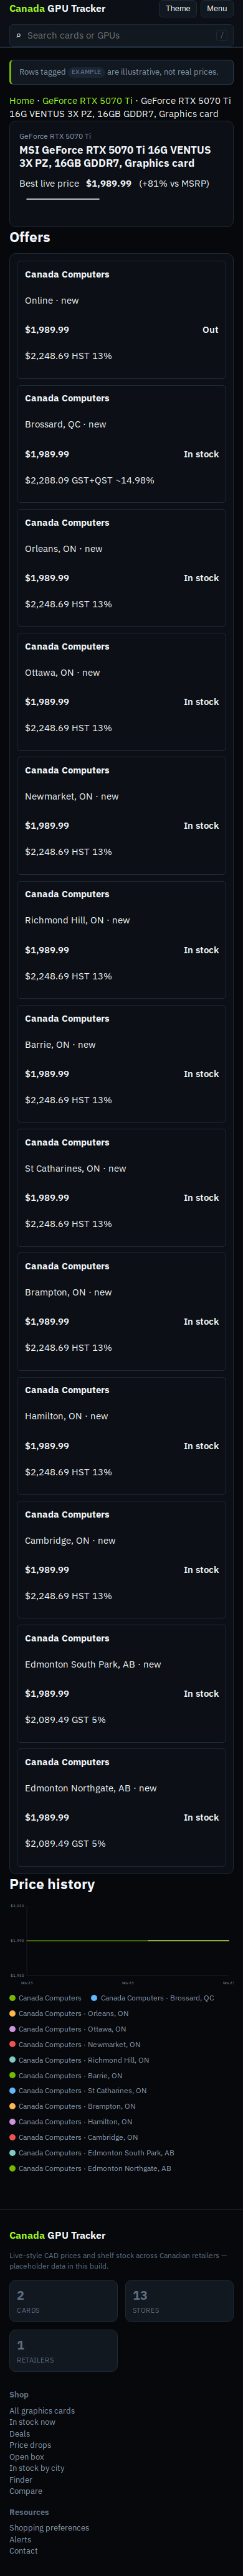 Canada GPU Tracker
Theme
Menu
Search cards or GPUs
/
Rows tagged EXAMPLE are illustrative, not real prices.
Home · GeForce RTX 5070 Ti · GeForce RTX 5070 Ti
16G VENTUS 3X PZ, 16GB GDDR7, Graphics card
GeForce RTX 5070 Ti
MSI GeForce RTX 5070 Ti 16G VENTUS
3X PZ, 16GB GDDR7, Graphics card
Best live price $1,989.99 (+81% vs MSRP)
Offers
Canada Computers
Online · new
$1,989.99 Out
$2,248.69 HST 13%
Canada Computers
Brossard, QC · new
$1,989.99 In stock
$2,288.09 GST+QST ~14.98%
Canada Computers
Orleans, ON · new
$1,989.99 In stock
$2,248.69 HST 13%
Canada Computers
Ottawa, ON · new
$1,989.99 In stock
$2,248.69 HST 13%
Canada Computers
Newmarket, ON · new
$1,989.99 In stock
$2,248.69 HST 13%
Canada Computers
Richmond Hill, ON · new
$1,989.99 In stock
$2,248.69 HST 13%
Canada Computers
Barrie, ON · new
$1,989.99 In stock
$2,248.69 HST 13%
Canada Computers
St Catharines, ON · new
$1,989.99 In stock
$2,248.69 HST 13%
Canada Computers
Brampton, ON · new
$1,989.99 In stock
$2,248.69 HST 13%
Canada Computers
Hamilton, ON · new
$1,989.99 In stock
$2,248.69 HST 13%
Canada Computers
Cambridge, ON · new
$1,989.99 In stock
$2,248.69 HST 13%
Canada Computers
Edmonton South Park, AB · new
$1,989.99 In stock
$2,089.49 GST 5%
Canada Computers
Edmonton Northgate, AB · new
$1,989.99 In stock
$2,089.49 GST 5%
Price history
Canada Computers Canada Computers · Brossard, QC
Canada Computers · Orleans, ON
Canada Computers · Ottawa, ON
Canada Computers · Newmarket, ON
Canada Computers · Richmond Hill, ON
Canada Computers · Barrie, ON
Canada Computers · St Catharines, ON
Canada Computers · Brampton, ON
Canada Computers · Hamilton, ON
Canada Computers · Cambridge, ON
Canada Computers · Edmonton South Park, AB
Canada Computers · Edmonton Northgate, AB
Canada GPU Tracker
Live-style CAD prices and shelf stock across Canadian retailers —
placeholder data in this build.
2
CARDS
13
STORES
1
RETAILERS
Shop
All graphics cards
In stock now
Deals
Price drops
Open box
In stock by city
Finder
Compare
Resources
Shopping preferences
Alerts
Contact